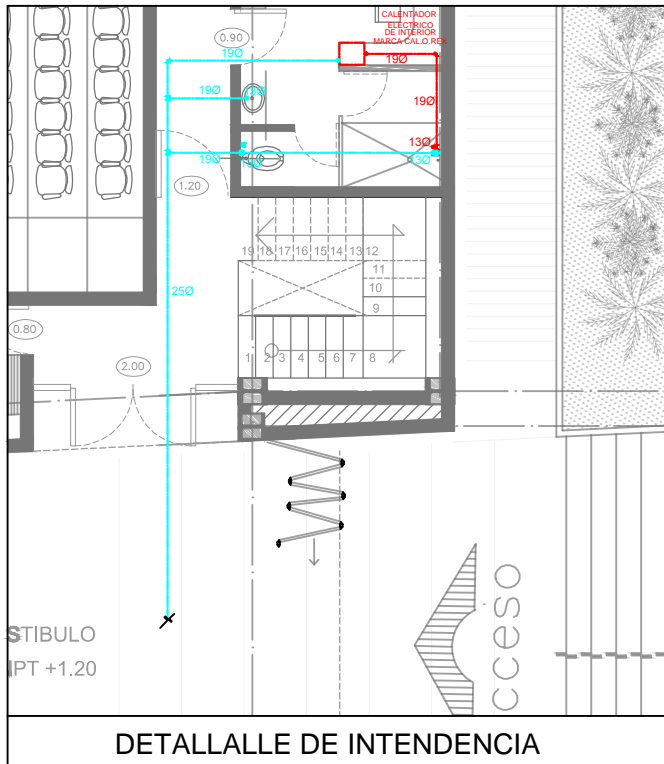 CALENTADOR
ELECTRICO
DE INTERIOR
MARCA CAL.O.REX
0.90
19Ø
19Ø
19Ø
13Ø
19Ø
13Ø
19Ø
13Ø
13Ø
1.20
19 18 17 16 15 14 13 12
11
10
9
25Ø
0.80
1 2 3 4 5 6 7 8
2.00
STIBULO
NPT +1.20
cceso
DETALLALLE DE INTENDENCIA